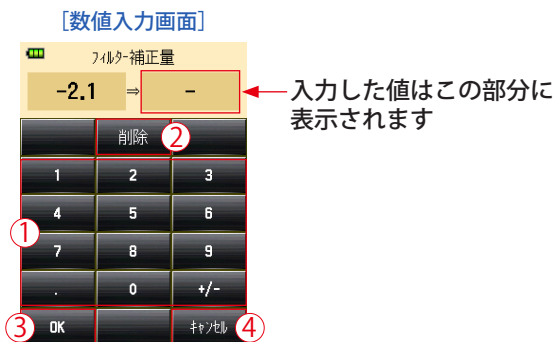 [数値入力画面]
フィルター補正量
-2.1 ⇒ -
入力した値はこの部分に
表示されます
削除 ②
1 2 3
4 5 6
①
7 8 9
. 0 +/-
③ OK キャンセル ④